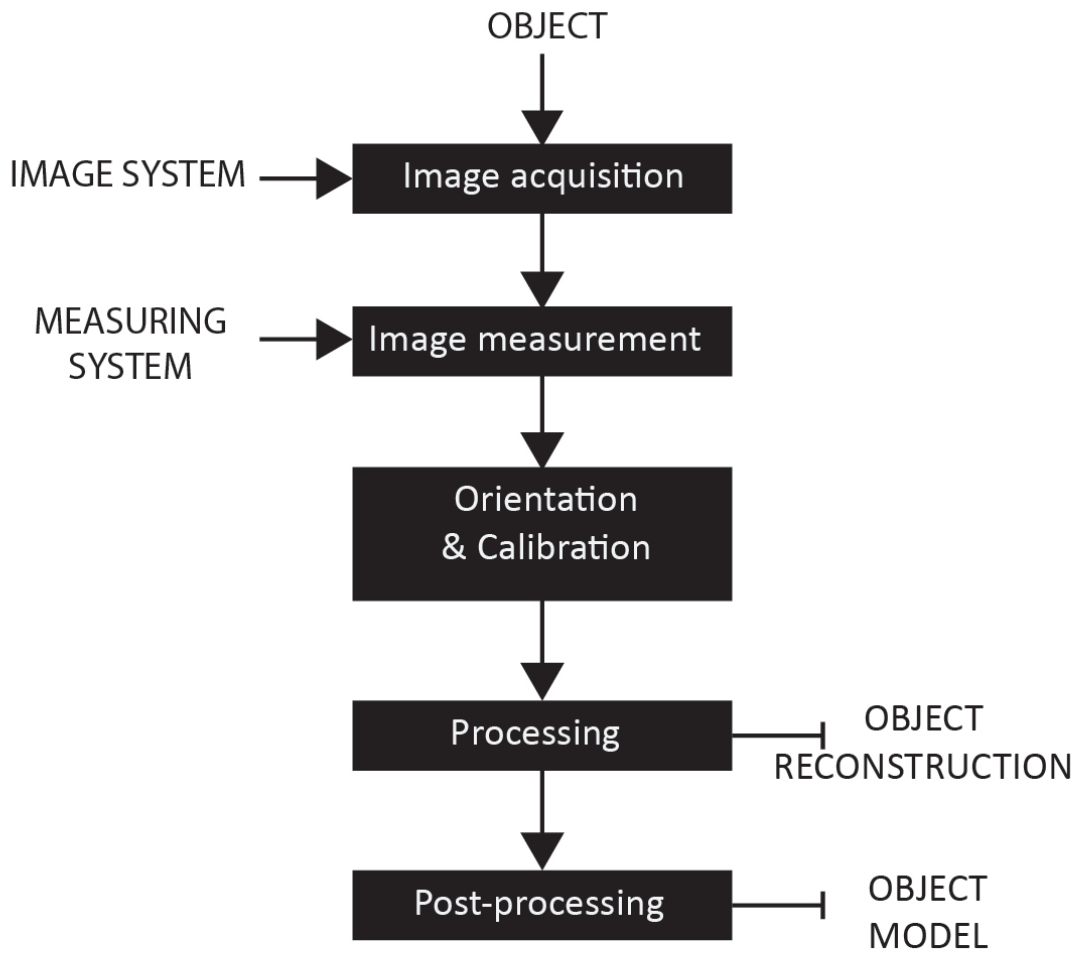 OBJECT
IMAGE SYSTEM
Image acquisition
MEASURING
SYSTEM
Image measurement
Orientation
& Calibration
Processing
OBJECT
RECONSTRUCTION
Post-processing
OBJECT
MODEL